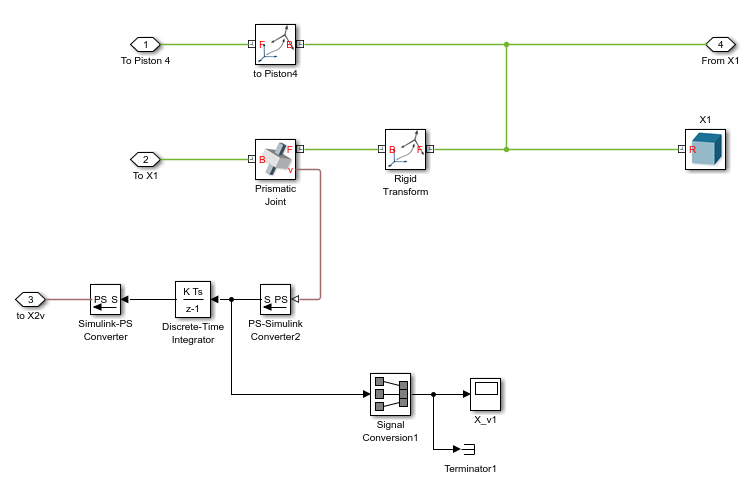 1
To Piston 4
F B
to Piston4
4
From X1
X1
2
To X1
B F
v
Prismatic
Joint
B F
Rigid
Transform
R
3
to X2v
PS S
Simulink-PS
Converter
K Ts
z-1
Discrete-Time
Integrator
S PS
PS-Simulink
Converter2
Signal
Conversion1
X_v1
Terminator1